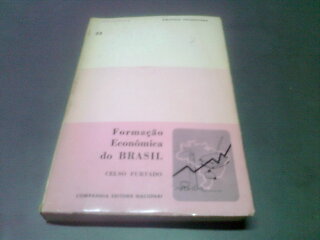 Formação
Econômica
do BRASIL
CELSO FURTADO
COMPANHIA EDITORA NACIONAL